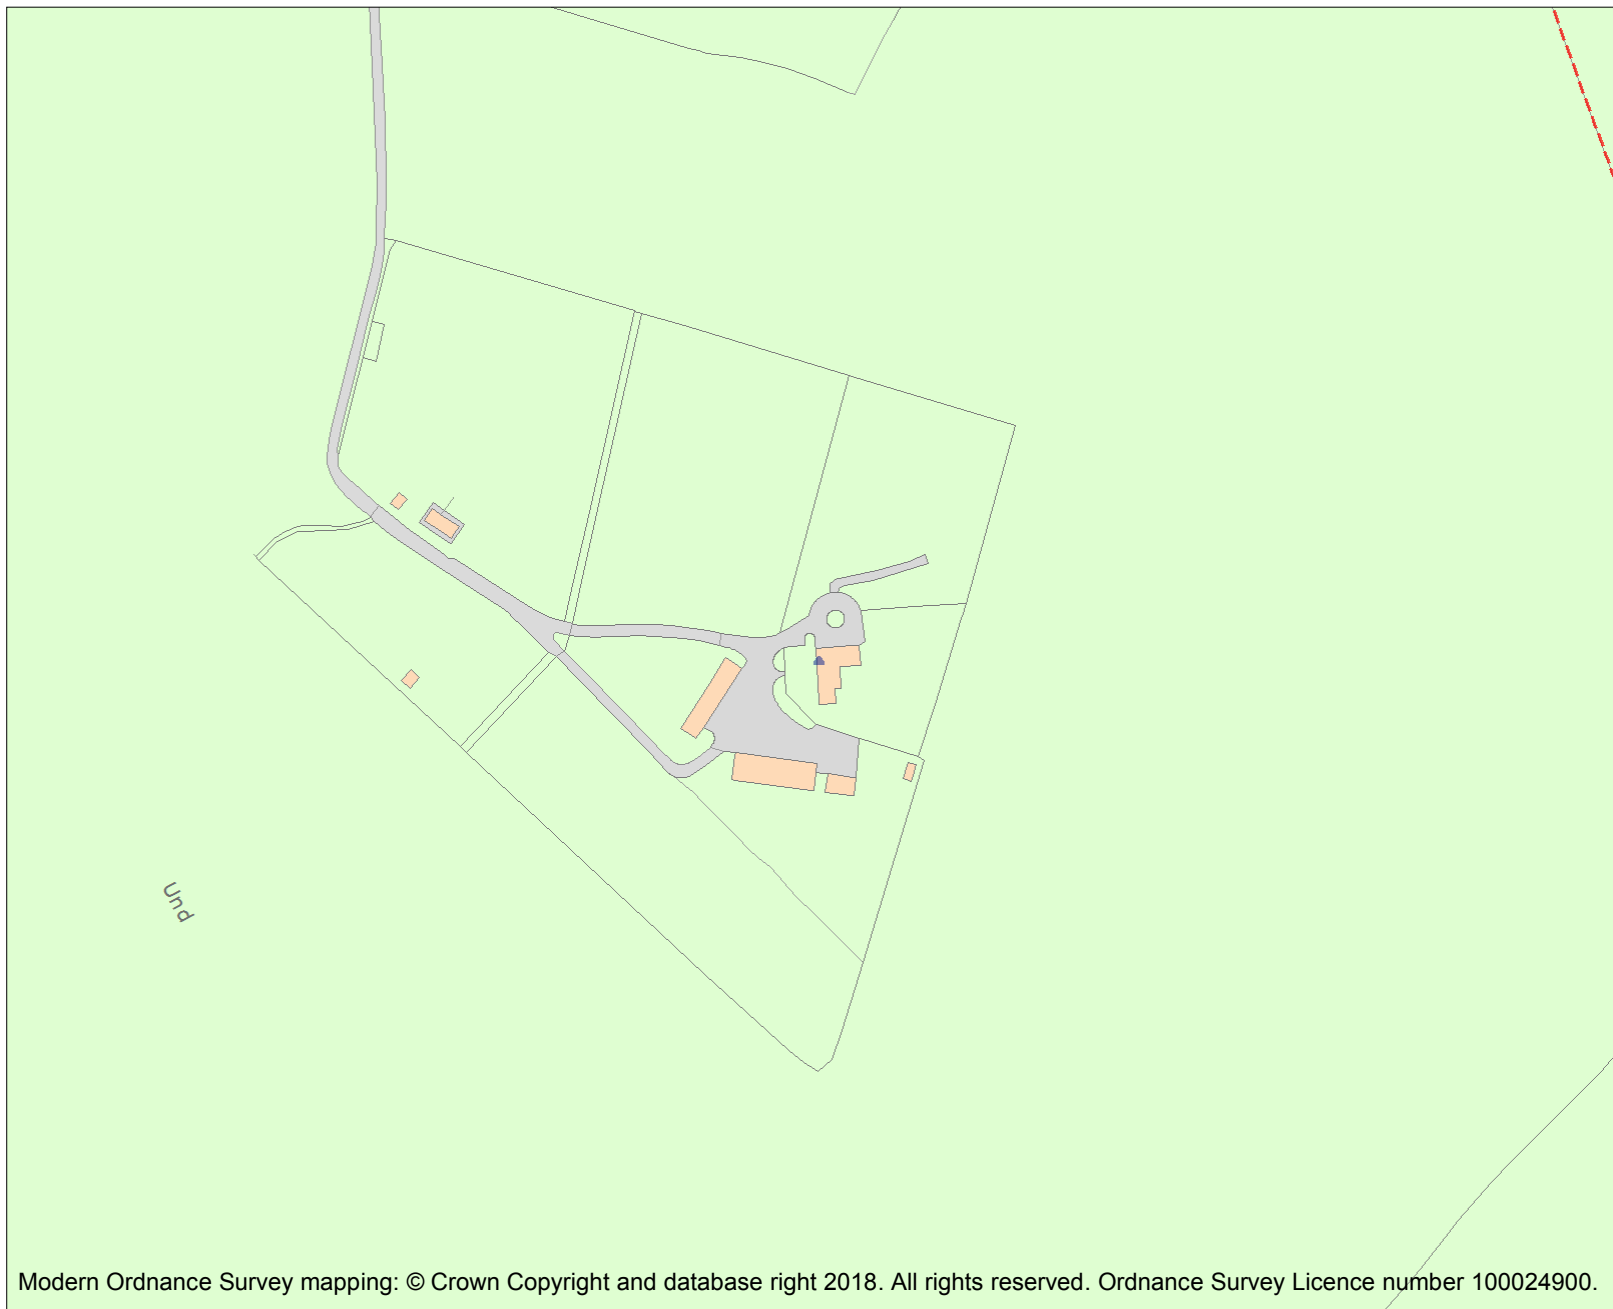 Und
Modern Ordnance Survey mapping: © Crown Copyright and database right 2018. All rights reserved. Ordnance Survey Licence number 100024900.